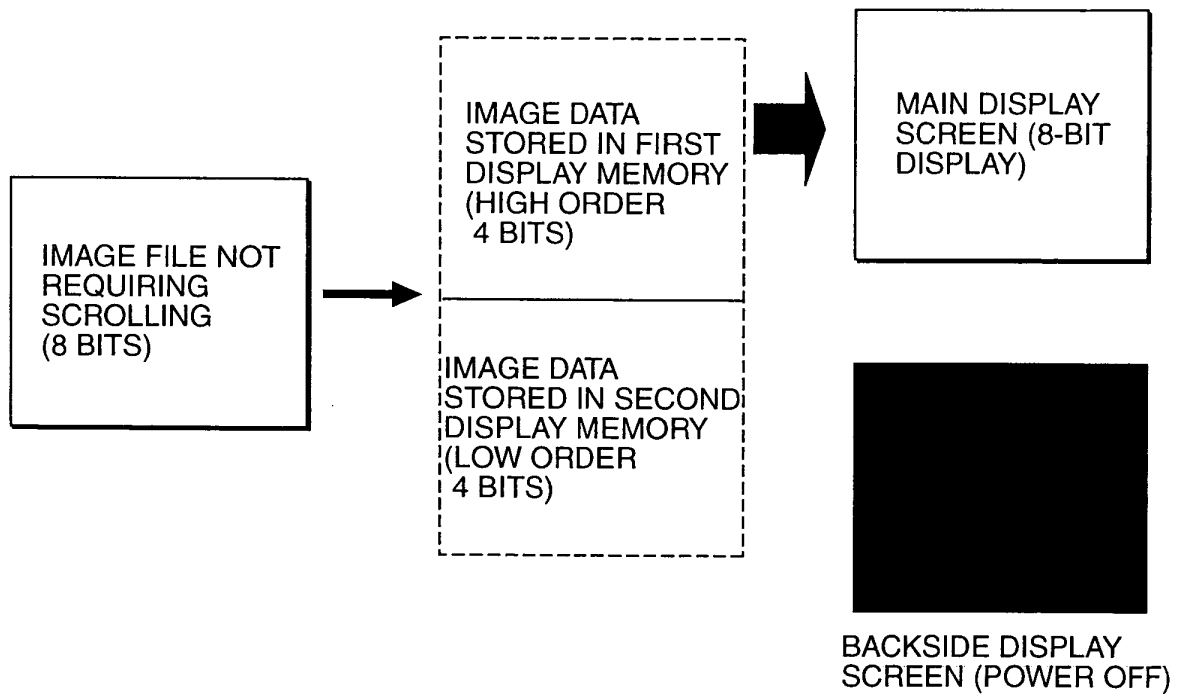 IMAGE FILE NOT
REQUIRING
SCROLLING
(8 BITS)
IMAGE DATA
STORED IN FIRST
DISPLAY MEMORY
(HIGH ORDER
4 BITS)
IMAGE DATA
STORED IN SECOND
DISPLAY MEMORY
(LOW ORDER
4 BITS)
MAIN DISPLAY
SCREEN (8-BIT
DISPLAY)
BACKSIDE DISPLAY
SCREEN (POWER OFF)